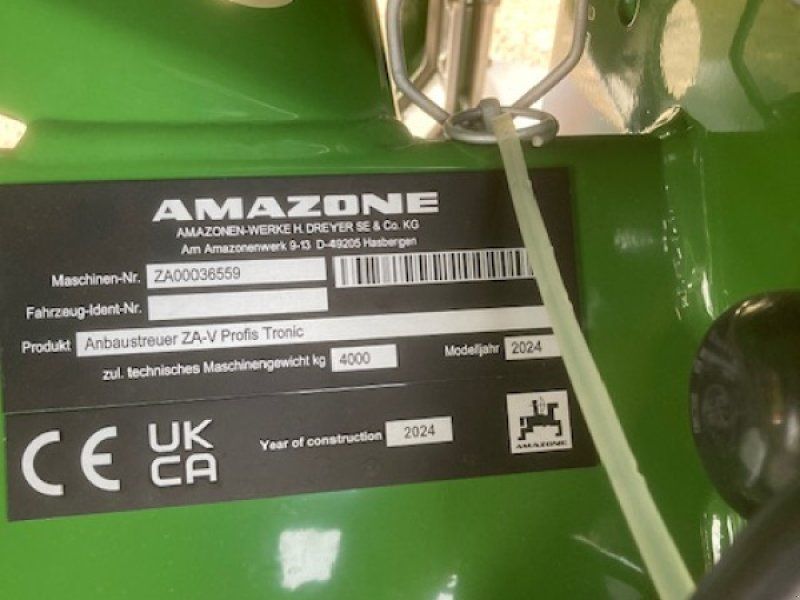 AMAZONE
AMAZONEN-WERKE H. DREYER SE & Co. KG
Am Amazonenwerk 9-13 D-49205 Hasbergen
Maschinen-Nr. ZA00036559
Fahrzeug-Ident-Nr.
Produkt Anbaustreuer ZA-V Profis Tronic
zul. technisches Maschinengewicht kg 4000 Modelljahr 2024
CE UK CA Year of construction 2024
AMAZONE